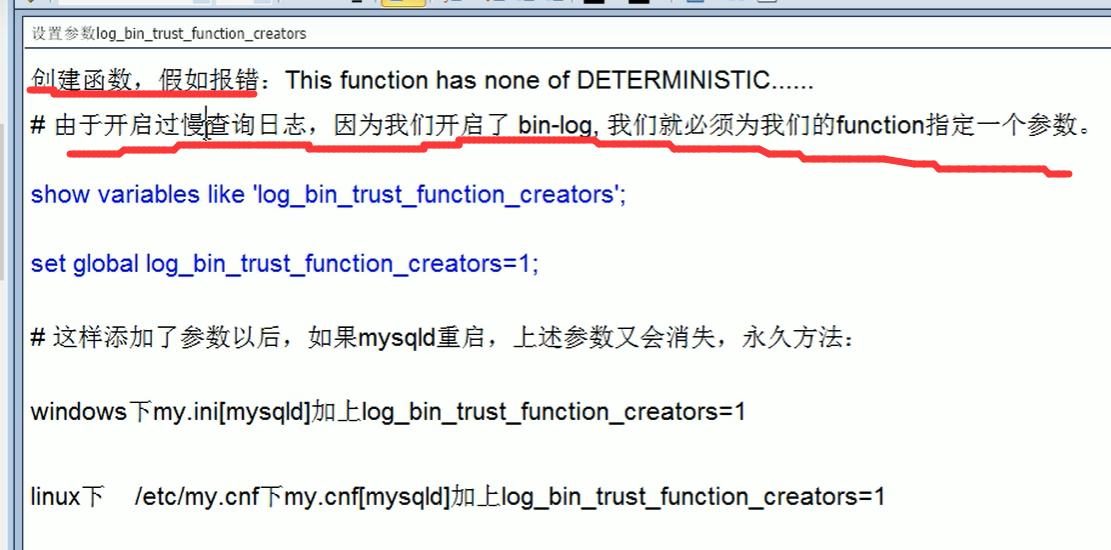 设置参数log_bin_trust_function_creators
创建函数，假如报错：This function has none of DETERMINISTIC......
# 由于开启过慢查询日志，因为我们开启了 bin-log, 我们就必须为我们的function指定一个参数。
show variables like 'log_bin_trust_function_creators';
set global log_bin_trust_function_creators=1;
# 这样添加了参数以后，如果mysqld重启，上述参数又会消失，永久方法：
windows下my.ini[mysqld]加上log_bin_trust_function_creators=1
linux下    /etc/my.cnf下my.cnf[mysqld]加上log_bin_trust_function_creators=1